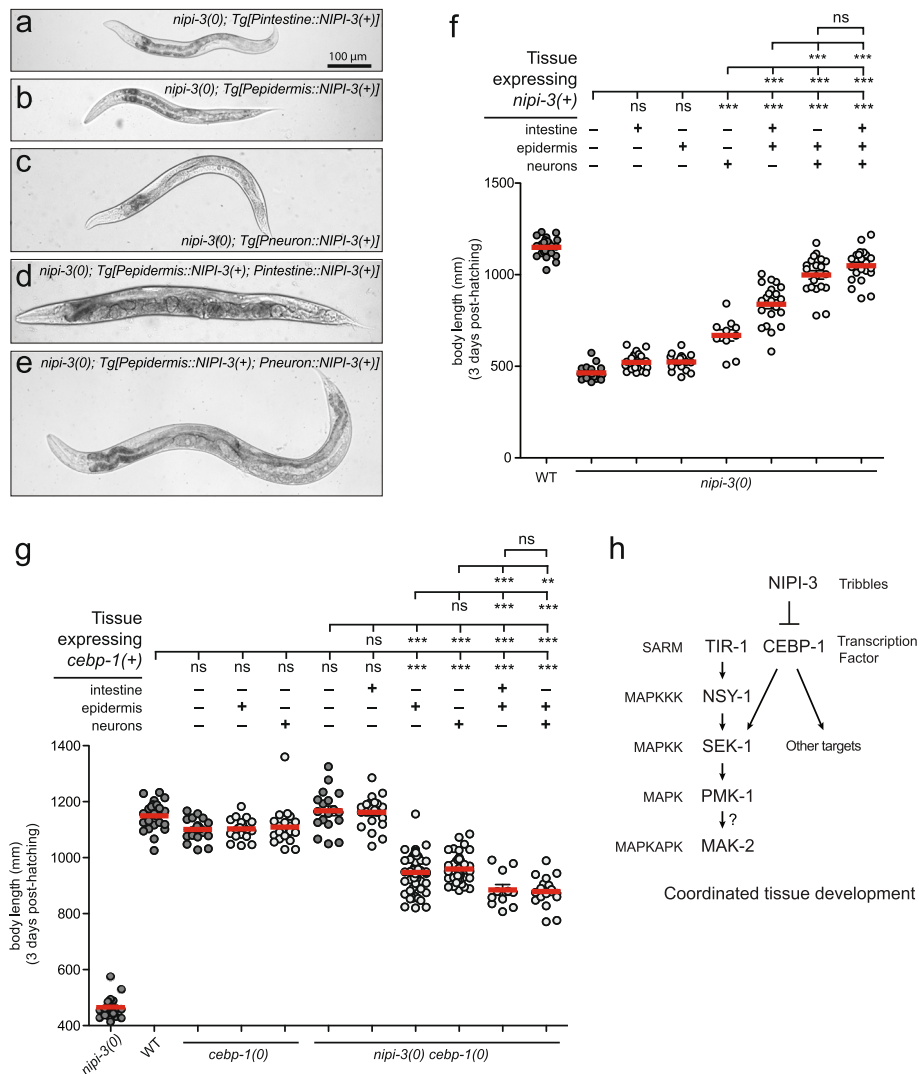 a
nipi-3(0); Tg[Pintestine::NIPI-3(+)]
100 µm
b
nipi-3(0); Tg[Pepidermis::NIPI-3(+)]
c
nipi-3(0); Tg[Pneuron::NIPI-3(+)]
d
nipi-3(0); Tg[Pepidermis::NIPI-3(+); Pintestine::NIPI-3(+)]
e
nipi-3(0); Tg[Pepidermis::NIPI-3(+); Pneuron::NIPI-3(+)]
f
ns
*** ***
*** *** ***
Tissue
expressing
nipi-3(+)
ns ns *** *** *** ***
intestine – + – – + – +
epidermis – – + – + + +
neurons – – – + – + +
body length (mm)
(3 days post-hatching)
1500
1000
500
0
WT
nipi-3(0)
g
ns
*** **
ns *** ***
Tissue
expressing
cebp-1(+)
ns *** *** *** ***
ns ns ns ns ns *** *** *** ***
intestine – – – – + – – + –
epidermis – + – – – + – + +
neurons – – + – – – + – +
body length (mm)
(3 days post-hatching)
1400
1200
1000
800
600
400
nipi-3(0)
WT
cebp-1(0)
nipi-3(0) cebp-1(0)
h
NIPI-3 Tribbles
SARM TIR-1 CEBP-1 Transcription
Factor
MAPKKK NSY-1
MAPKK SEK-1 Other targets
MAPK PMK-1
?
MAPKAPK MAK-2
Coordinated tissue development